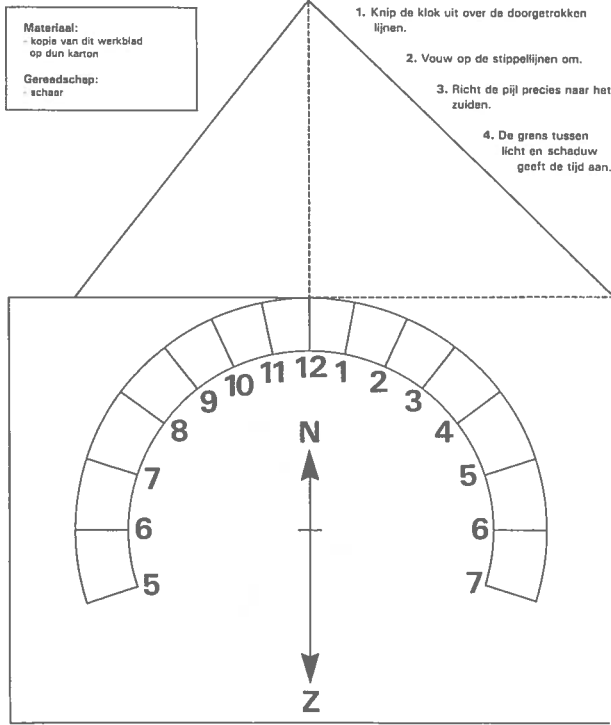 Materiaal:
- kopie van dit werkblad
op dun karton
Gereedschap:
- schaar
1. Knip de klok uit over de doorgetrokken
lijnen.
2. Vouw op de stippellijnen om.
3. Richt de pijl precies naar het
zuiden.
4. De grens tussen
licht en schaduw
geeft de tijd aan.
5 6 7 8 9 10 11 12 1 2 3 4 5 6 7
N
Z